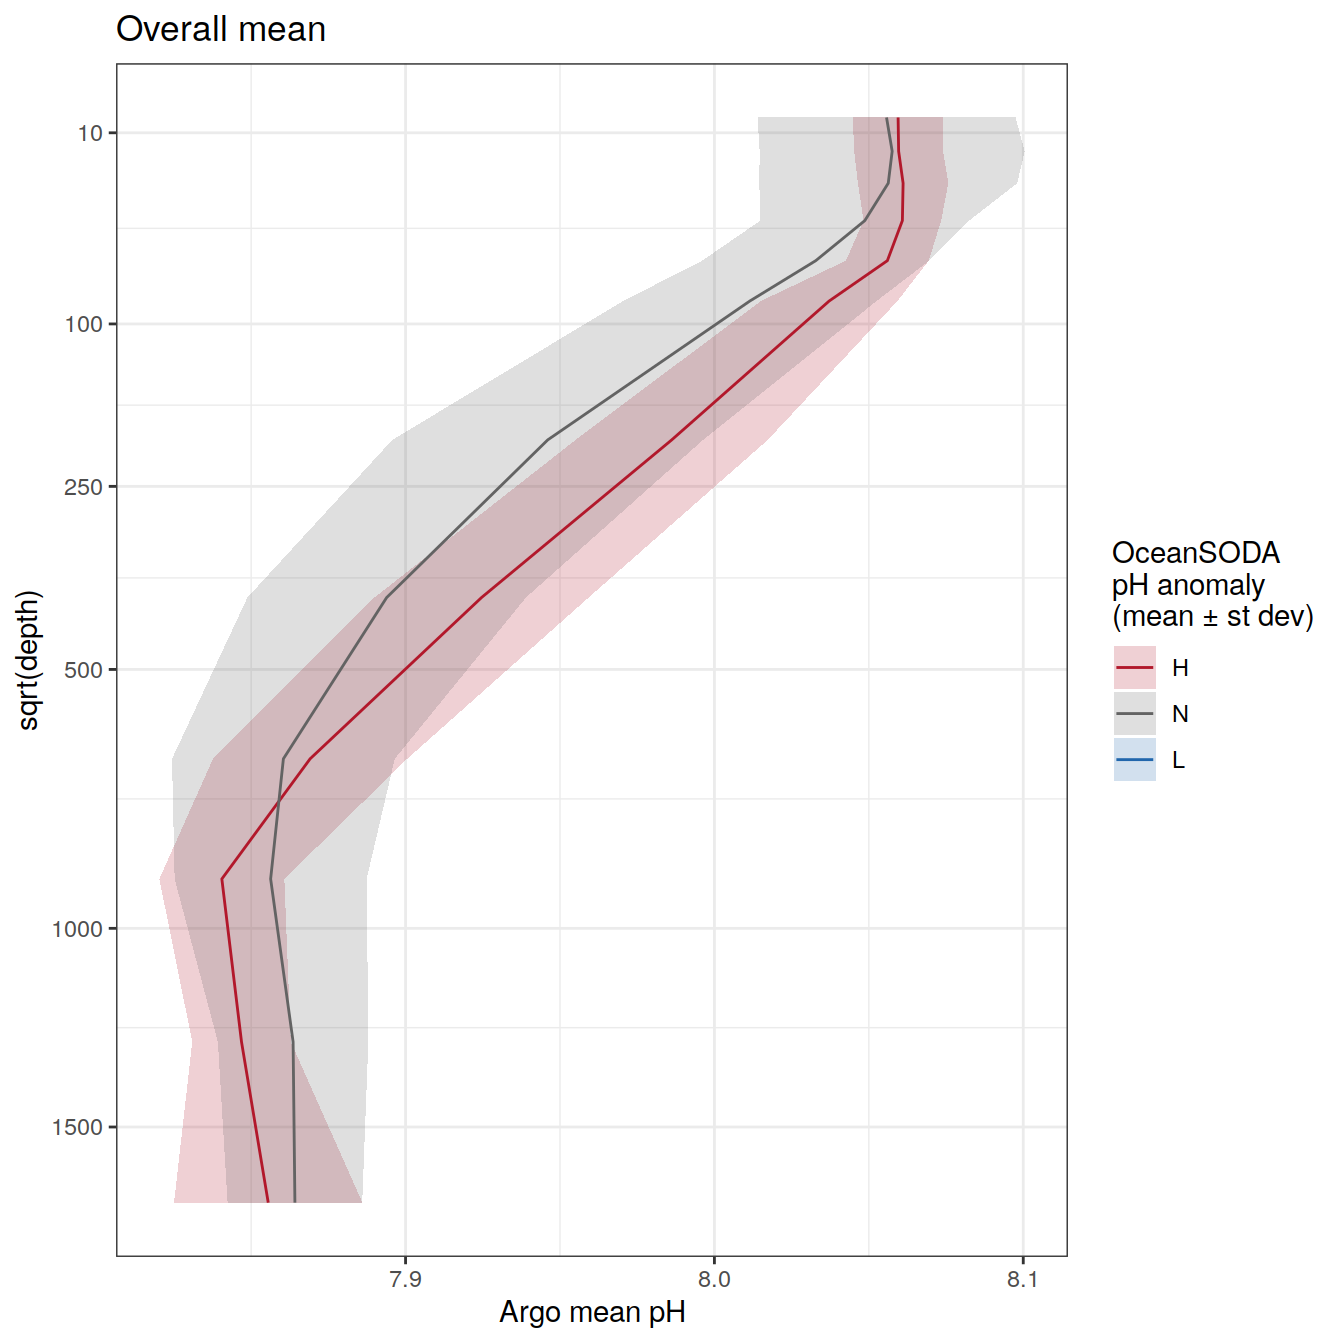 Overall mean
10
100
250
500
1000
1500
sqrt(depth)
7.9
8.0
8.1
Argo mean pH
OceanSODA
pH anomaly
(mean ± st dev)
H
N
L